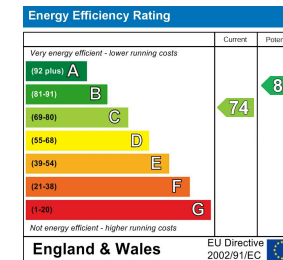 Energy Efficiency Rating
Current
Very energy efficient - lower running costs
(92 plus) A
(81-91) B
(69-80) C
74
(55-68) D
(39-54) E
(21-38) F
(1-20) G
Not energy efficient - higher running costs
England & Wales
EU Directive
2002/91/EC